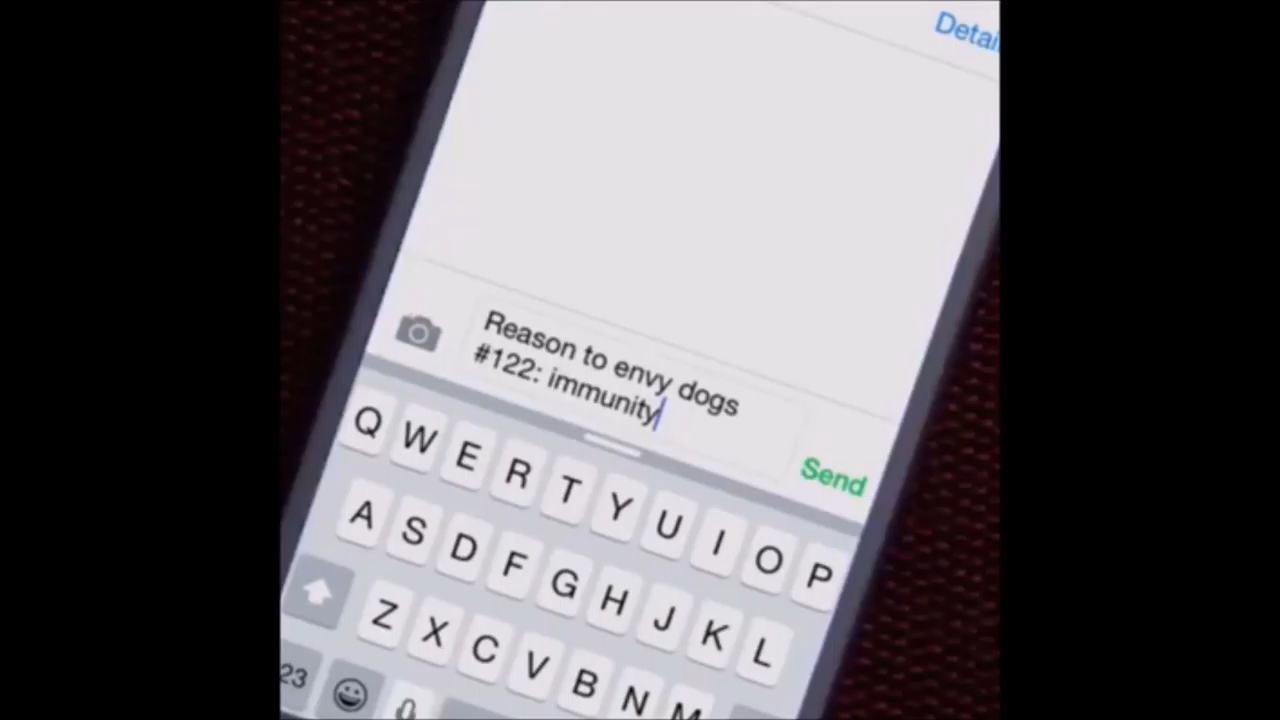 Detai
Reason to envy dogs
#122: immunity
Send
Q W E R T Y U I O P
A S D F G H J K L
Z X C V B N M
23